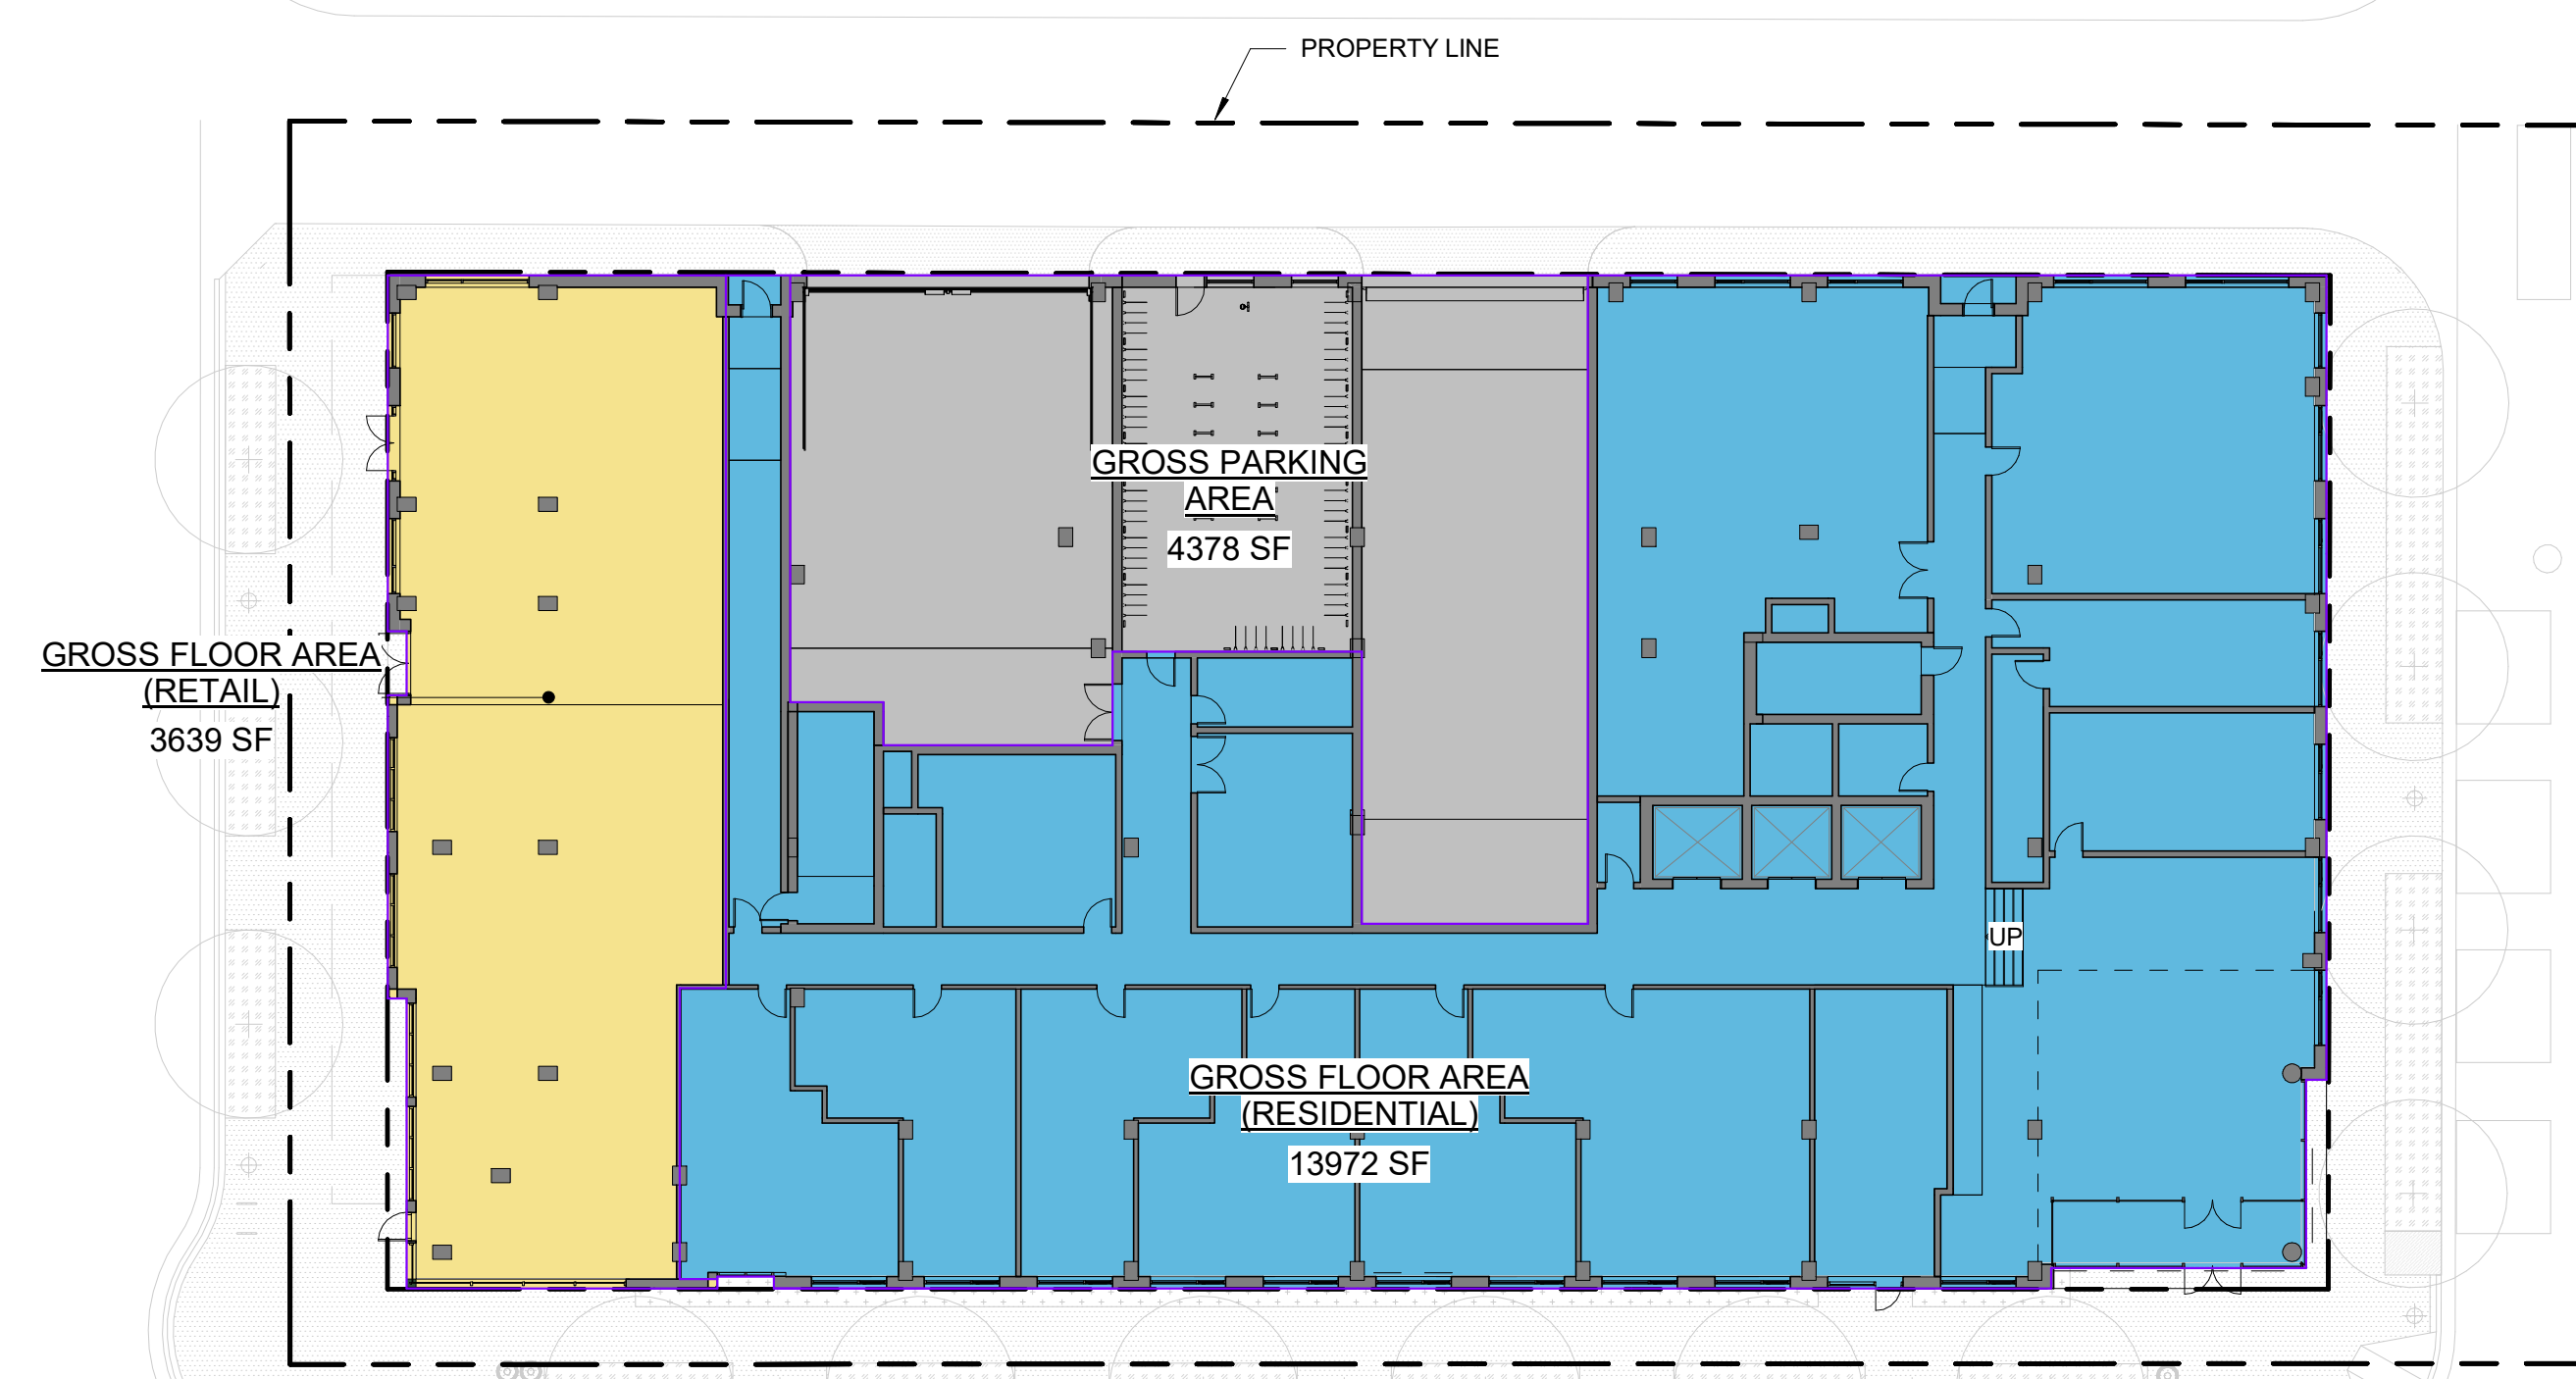 PROPERTY LINE
GROSS PARKING
AREA
4378 SF
GROSS FLOOR AREA
(RETAIL)
3639 SF
UP
GROSS FLOOR AREA
(RESIDENTIAL)
13972 SF